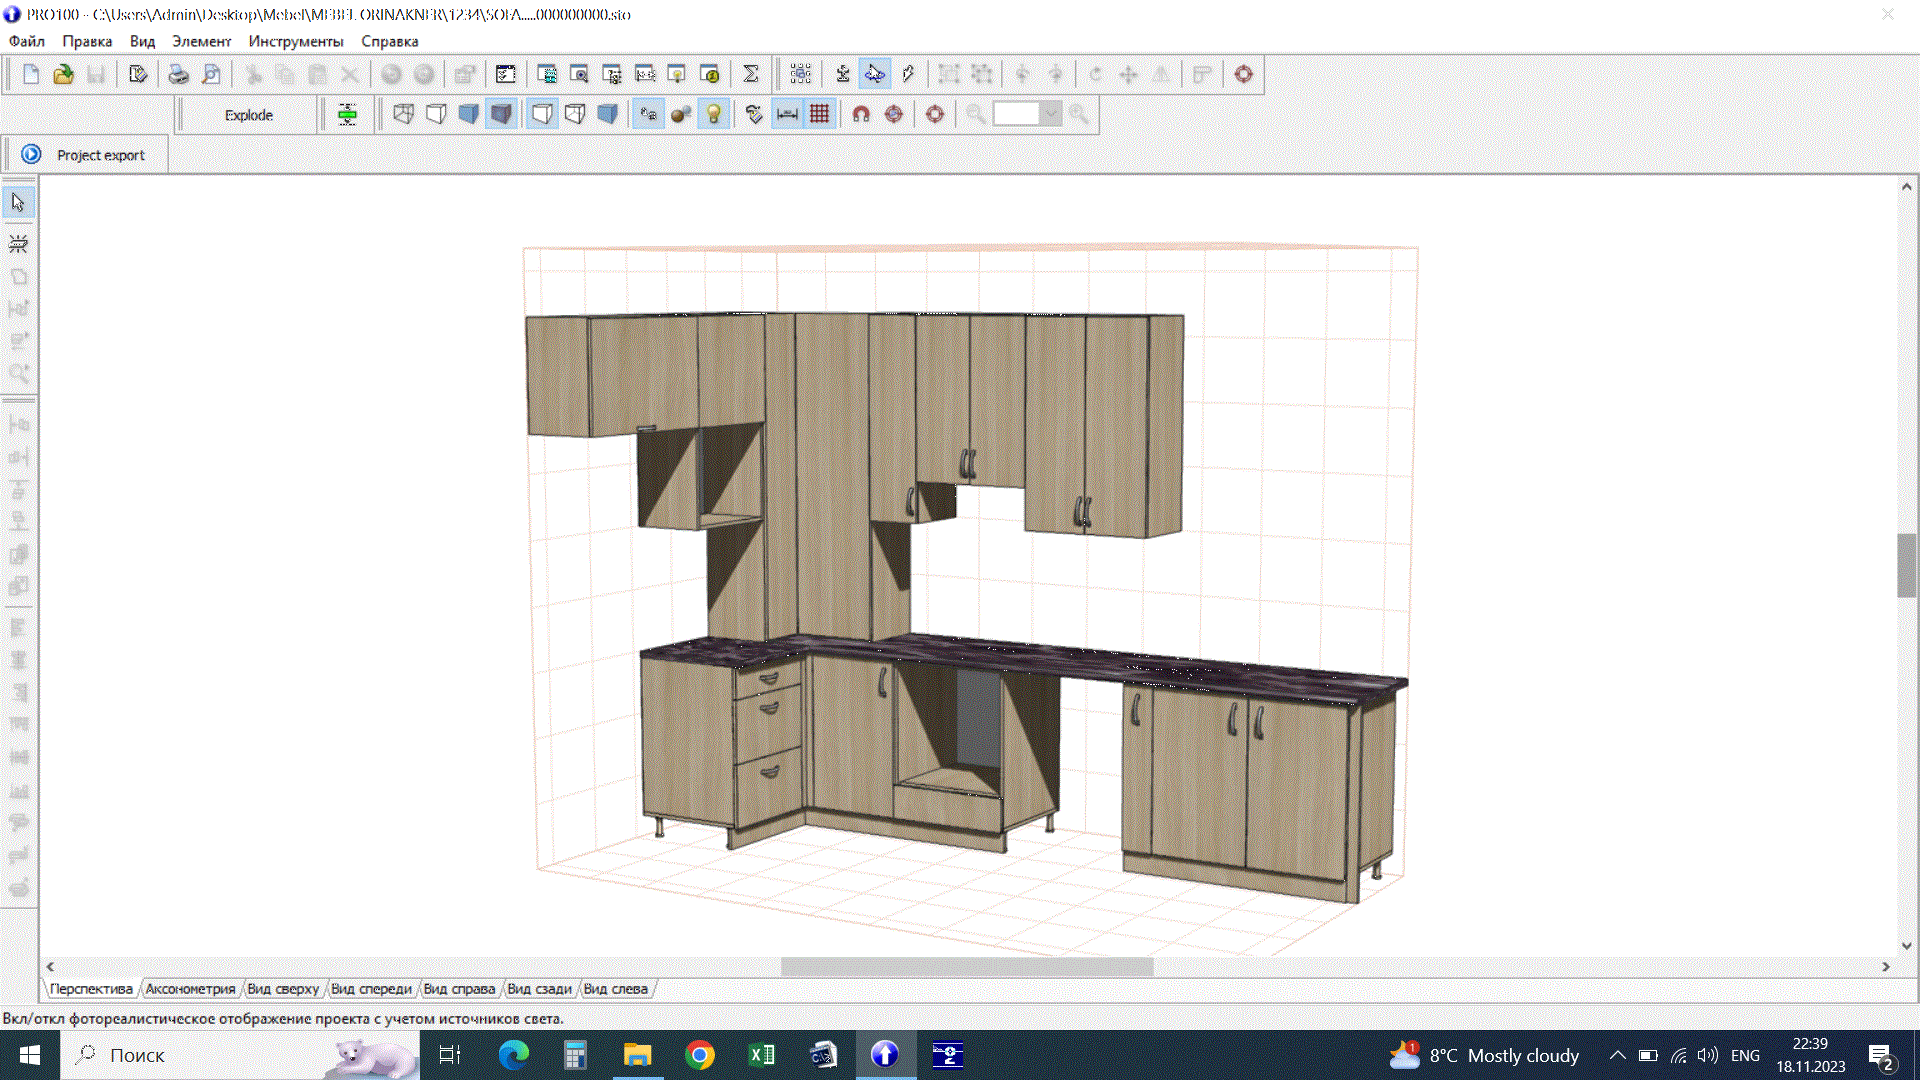 PRO100 - C:\Users\Admin\Desktop\Mebel\MEBEL ORINAKNER\1234\SOFA.....000000000.sto
Файл Правка Вид Элемент Инструменты Справка
Explode
Project export
Перспектива Аксонометрия Вид сверху Вид спереди Вид справа Вид сзади Вид слева
Вкл/откл фотореалистическое отображение проекта с учетом источников света.
Поиск
1 8°C Mostly cloudy ENG 22:39
18.11.2023 2